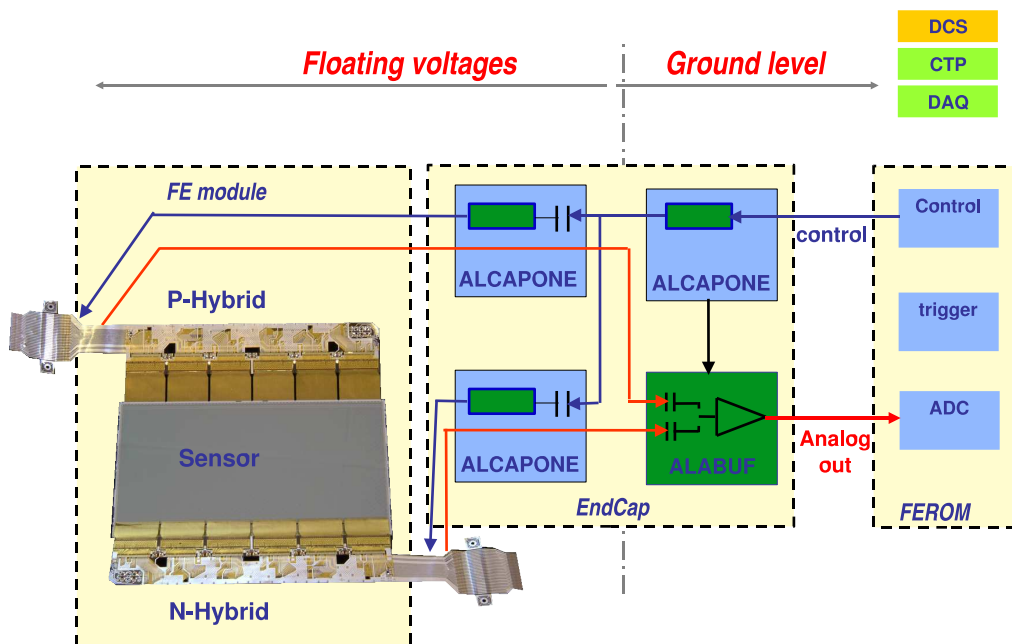 DCS
Floating voltages
Ground level
CTP
DAQ
FE module
Control
control
ALCAPONE
ALCAPONE
P-Hybrid
trigger
ADC
Analog
out
Sensor
ALCAPONE
ALABUF
EndCap
FEROM
N-Hybrid